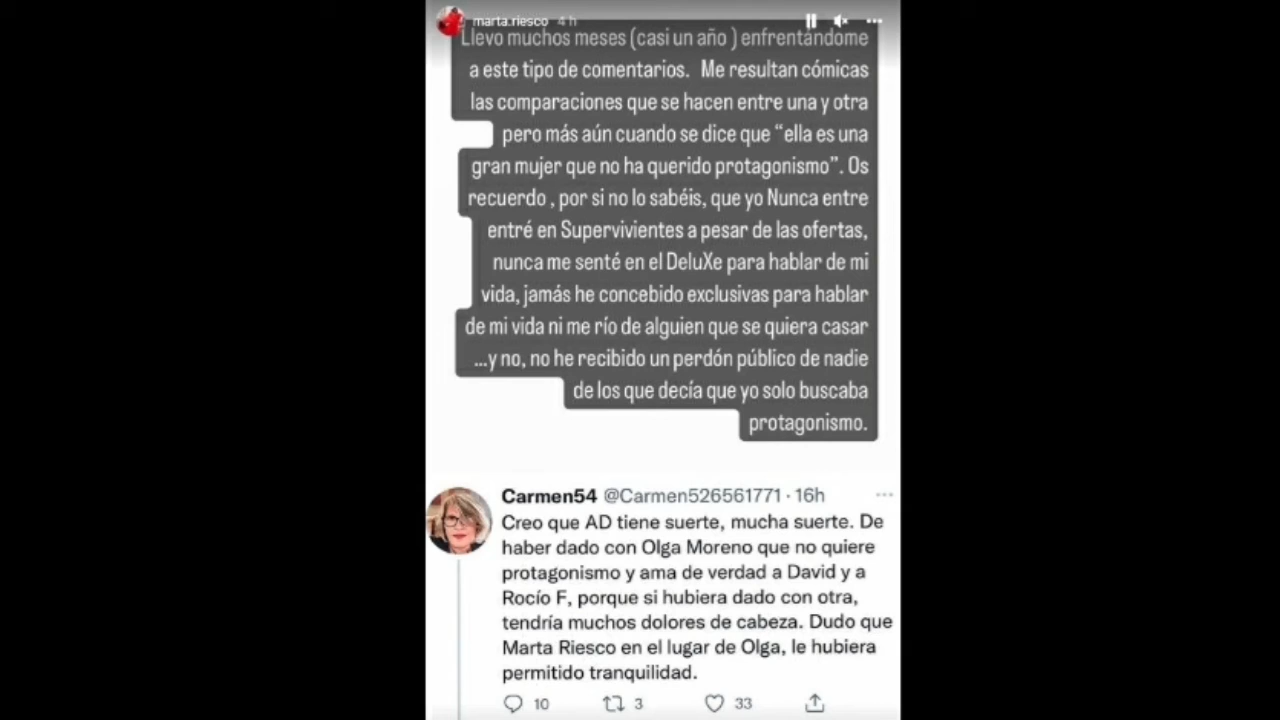 marta.riesco 4 h
Llevo muchos meses (casi un año ) enfrentándome
a este tipo de comentarios. Me resultan cómicas
las comparaciones que se hacen entre una y otra
pero más aún cuando se dice que “ella es una
gran mujer que no ha querido protagonismo”. Os
recuerdo , por si no lo sabéis, que yo Nunca entre
entré en Supervivientes a pesar de las ofertas,
nunca me senté en el DeluXe para hablar de mi
vida, jamás he concebido exclusivas para hablar
de mi vida ni me río de alguien que se quiera casar
...y no, no he recibido un perdón público de nadie
de los que decía que yo solo buscaba
protagonismo.
Carmen54 @Carmen526561771 · 16h
Creo que AD tiene suerte, mucha suerte. De
haber dado con Olga Moreno que no quiere
protagonismo y ama de verdad a David y a
Rocío F, porque si hubiera dado con otra,
tendría muchos dolores de cabeza. Dudo que
Marta Riesco en el lugar de Olga, le hubiera
permitido tranquilidad.
10 3 33